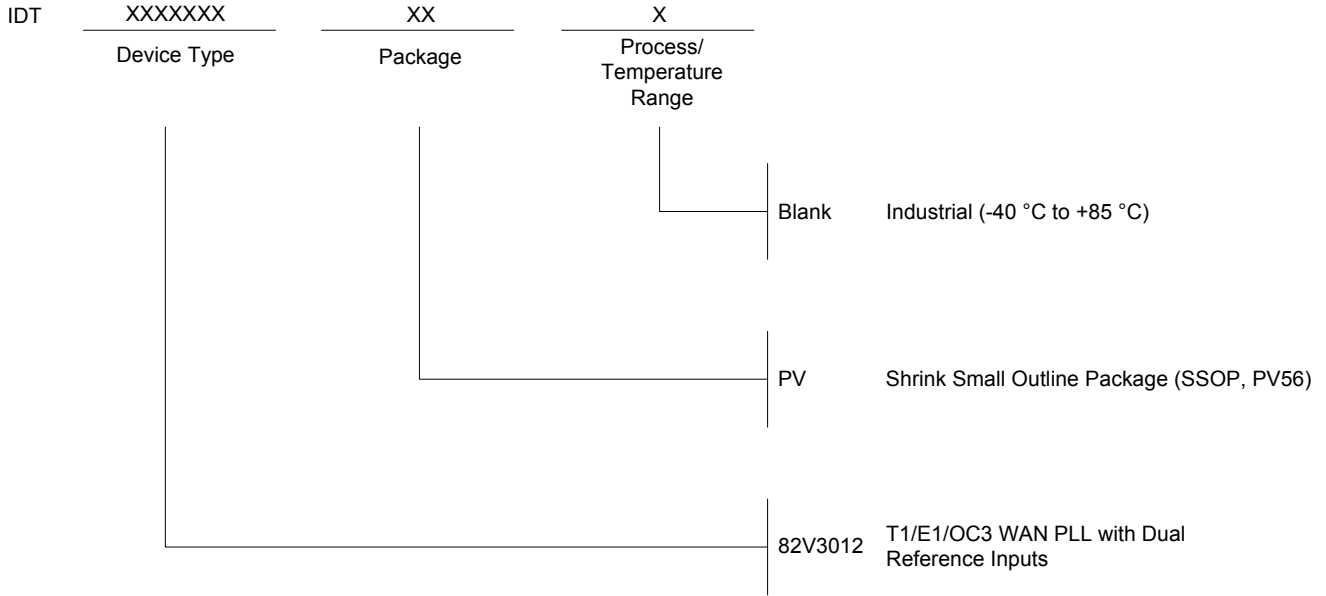 IDT XXXXXXX XX X
Device Type
Package
Process/
Temperature
Range
Blank Industrial (-40 °C to +85 °C)
PV Shrink Small Outline Package (SSOP, PV56)
82V3012 T1/E1/OC3 WAN PLL with Dual
Reference Inputs